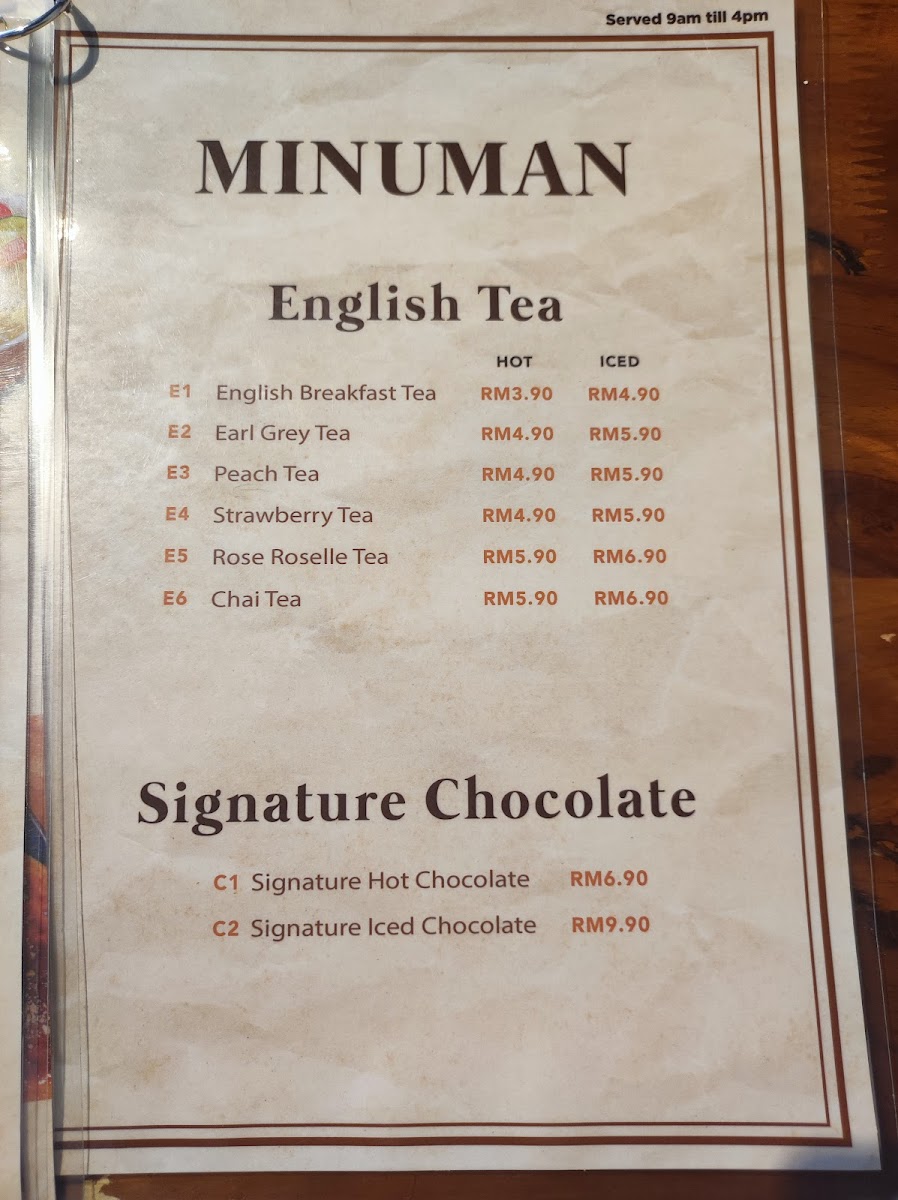 Served 9am till 4pm
MINUMAN
English Tea
HOT ICED
E1 English Breakfast Tea RM3.90 RM4.90
E2 Earl Grey Tea RM4.90 RM5.90
E3 Peach Tea RM4.90 RM5.90
E4 Strawberry Tea RM4.90 RM5.90
E5 Rose Roselle Tea RM5.90 RM6.90
E6 Chai Tea RM5.90 RM6.90
Signature Chocolate
C1 Signature Hot Chocolate RM6.90
C2 Signature Iced Chocolate RM9.90